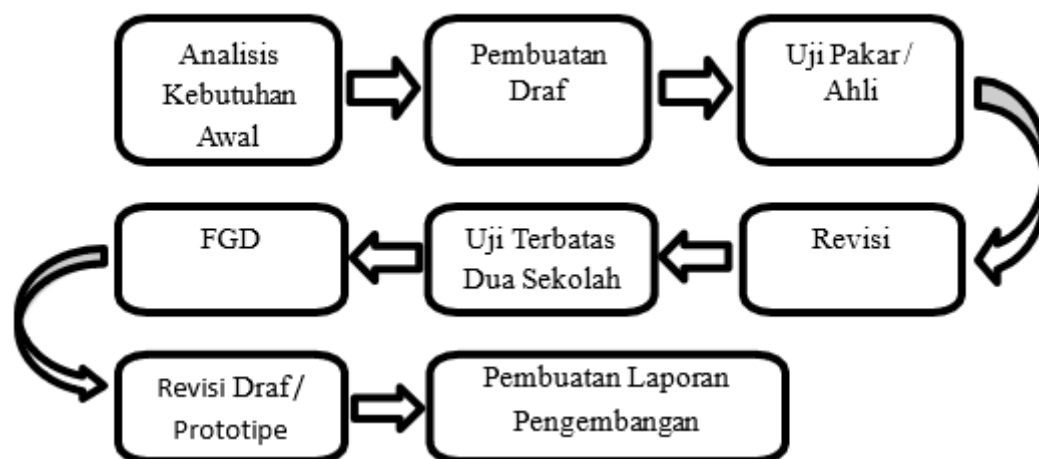 Analisis
Kebutuhan
Awal
Pembuatan
Draf
Uji Pakar /
Ahli
Revisi
Uji Terbatas
Dua Sekolah
FGD
Revisi Draf /
Prototipe
Pembuatan Laporan
Pengembangan